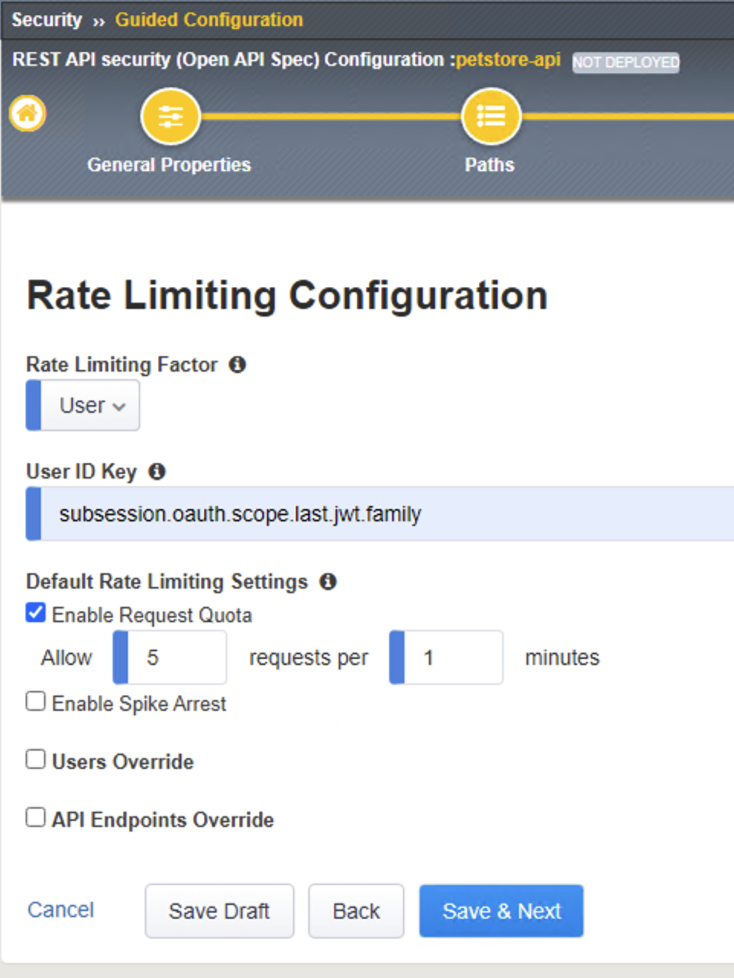 Security ›› Guided Configuration
REST API security (Open API Spec) Configuration :petstore-api NOT DEPLOYED
General Properties Paths
Rate Limiting Configuration
Rate Limiting Factor
User
User ID Key
subsession.oauth.scope.last.jwt.family
Default Rate Limiting Settings
Enable Request Quota
Allow 5 requests per 1 minutes
Enable Spike Arrest
Users Override
API Endpoints Override
Cancel Save Draft Back Save & Next